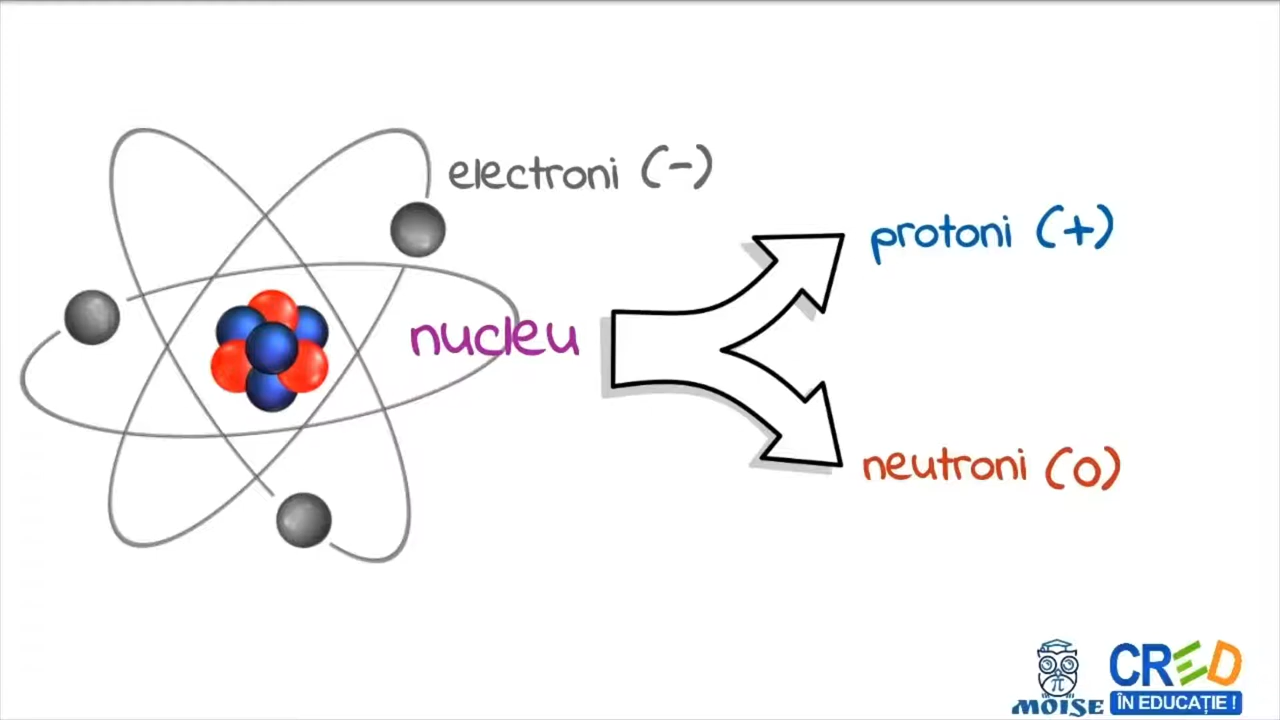 electroni (-)
protoni (+)
nucleu
neutroni (0)
π
MOISE
CRED
ÎN EDUCAȚIE !